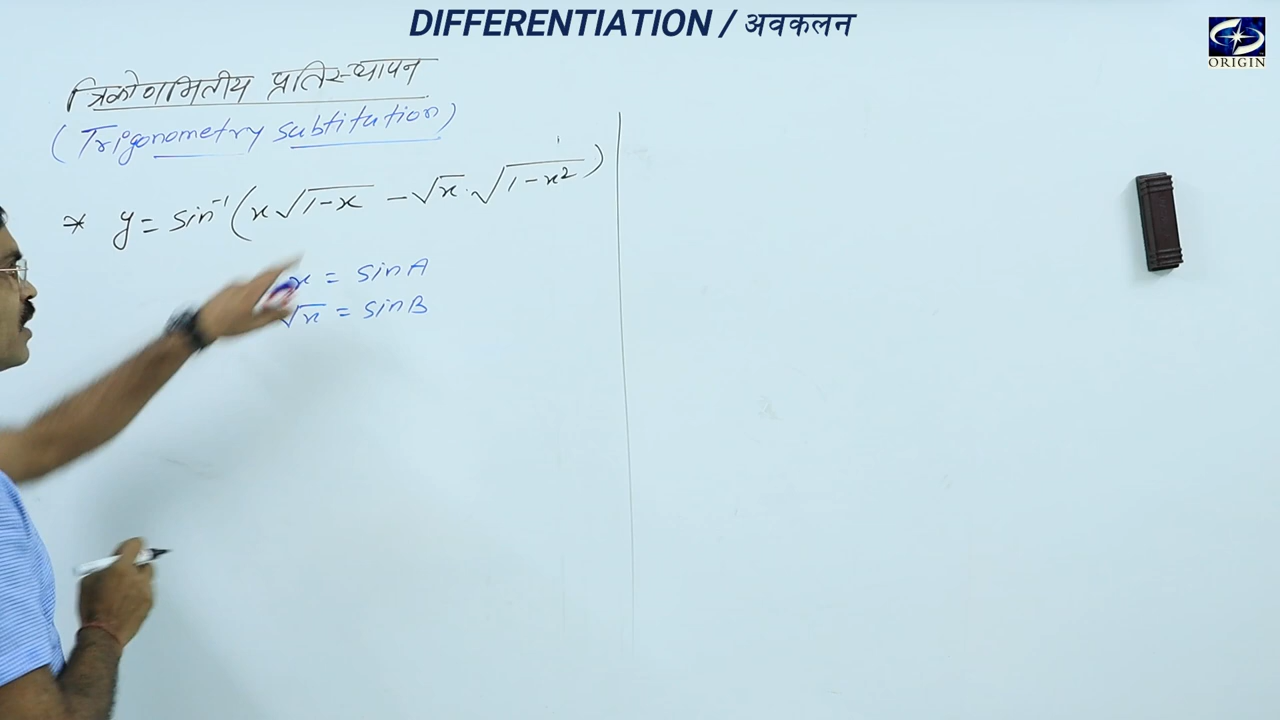 DIFFERENTIATION / अवकलन
ORIGIN
त्रिकोणमितीय प्रतिस्थापन
(Trigonometry subtitution)
* y = sin⁻¹(x√(1-x) - √x.√(1-x²))
x = sinA
√x = sinB